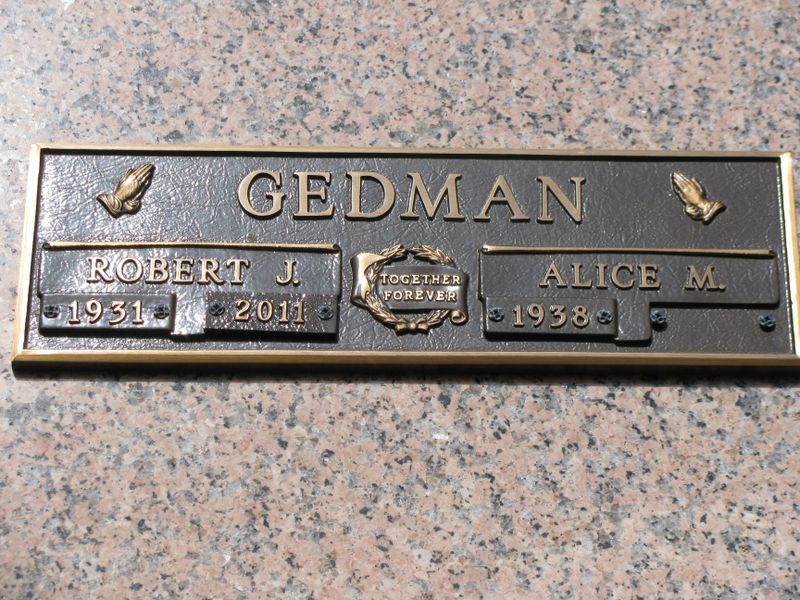 GEDMAN
ROBERT J.
1931 2011
TOGETHER
FOREVER
ALICE M.
1938